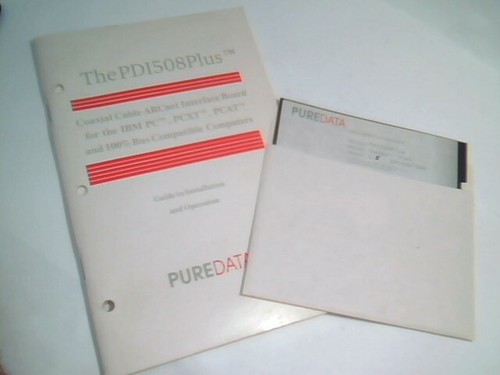 The PDI508Plus™
Coaxial Cable ARCnet Interface Board
for the IBM PC™, PCXT™, PCAT™
and 100% Bus Compatible Computers
Guide to Installation
and Operation
PUREDATA
PUREDATA